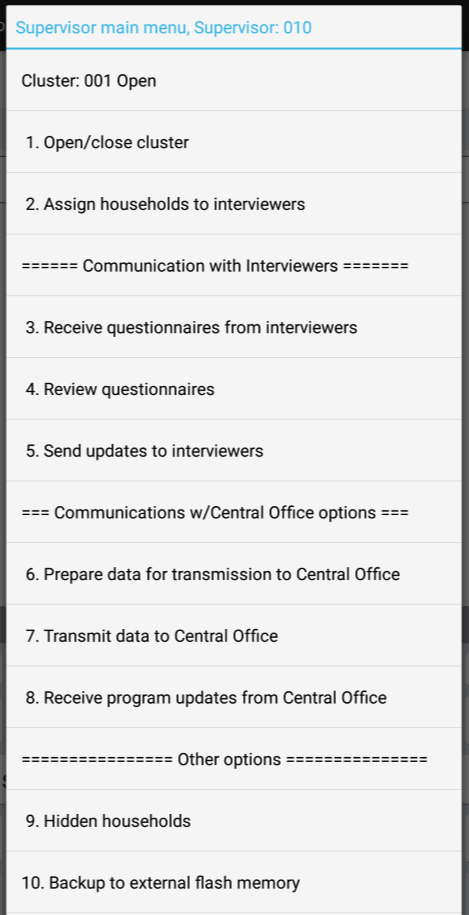 Supervisor main menu, Supervisor: 010
Cluster: 001 Open
1. Open/close cluster
2. Assign households to interviewers
====== Communication with Interviewers =======
3. Receive questionnaires from interviewers
4. Review questionnaires
5. Send updates to interviewers
=== Communications w/Central Office options ===
6. Prepare data for transmission to Central Office
7. Transmit data to Central Office
8. Receive program updates from Central Office
================ Other options ===============
9. Hidden households
10. Backup to external flash memory